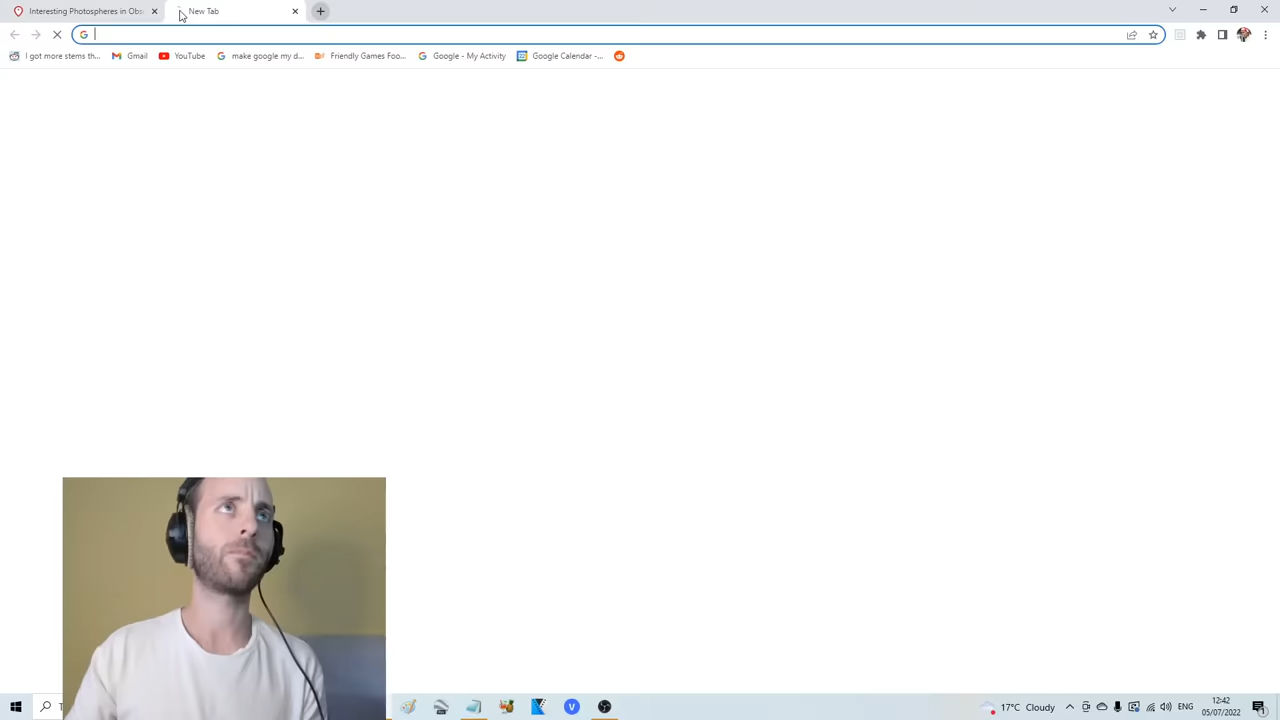 Interesting Photospheres in Obs
New Tab
I got more stems th...
Gmail
YouTube
make google my d...
Friendly Games Foo...
Google - My Activity
Google Calendar -...
17°C Cloudy
ENG
12:42
05/07/2022